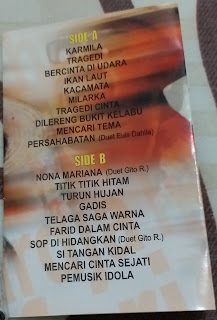 SIDE A
KARMILA
TRAGEDI
BERCINTA DI UDARA
IKAN LAUT
KACAMATA
MILARKA
TRAGEDI CINTA
DILERENG BUKIT KELABU
MENCARI TEMA
PERSAHABATAN (Duet Euis Dahlia)
SIDE B
NONA MARIANA (Duet Gito R.)
TITIK TITIK HITAM
TURUN HUJAN
GADIS
TELAGA SAGA WARNA
FARID DALAM CINTA
SOP DI HIDANGKAN (Duet Gito R.)
SI TANGAN KIDAL
MENCARI CINTA SEJATI
PEMUSIK IDOLA